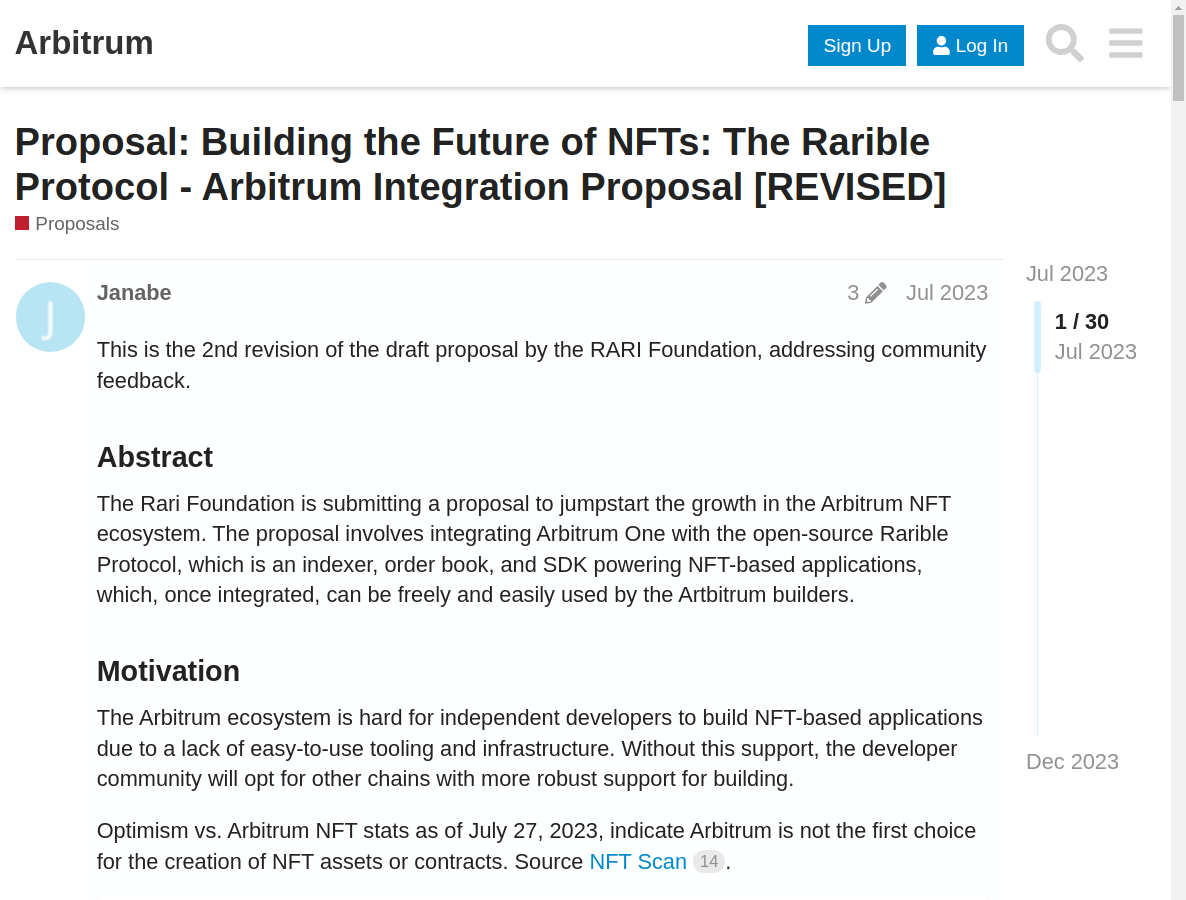 Arbitrum
Sign Up
Log In
Proposal: Building the Future of NFTs: The Rarible
Protocol - Arbitrum Integration Proposal [REVISED]
Proposals
J
Janabe
3
Jul 2023
This is the 2nd revision of the draft proposal by the RARI Foundation, addressing community
feedback.
Abstract
The Rari Foundation is submitting a proposal to jumpstart the growth in the Arbitrum NFT
ecosystem. The proposal involves integrating Arbitrum One with the open-source Rarible
Protocol, which is an indexer, order book, and SDK powering NFT-based applications,
which, once integrated, can be freely and easily used by the Artbitrum builders.
Motivation
The Arbitrum ecosystem is hard for independent developers to build NFT-based applications
due to a lack of easy-to-use tooling and infrastructure. Without this support, the developer
community will opt for other chains with more robust support for building.
Optimism vs. Arbitrum NFT stats as of July 27, 2023, indicate Arbitrum is not the first choice
for the creation of NFT assets or contracts. Source NFT Scan 14.
Jul 2023
1 / 30
Jul 2023
Dec 2023